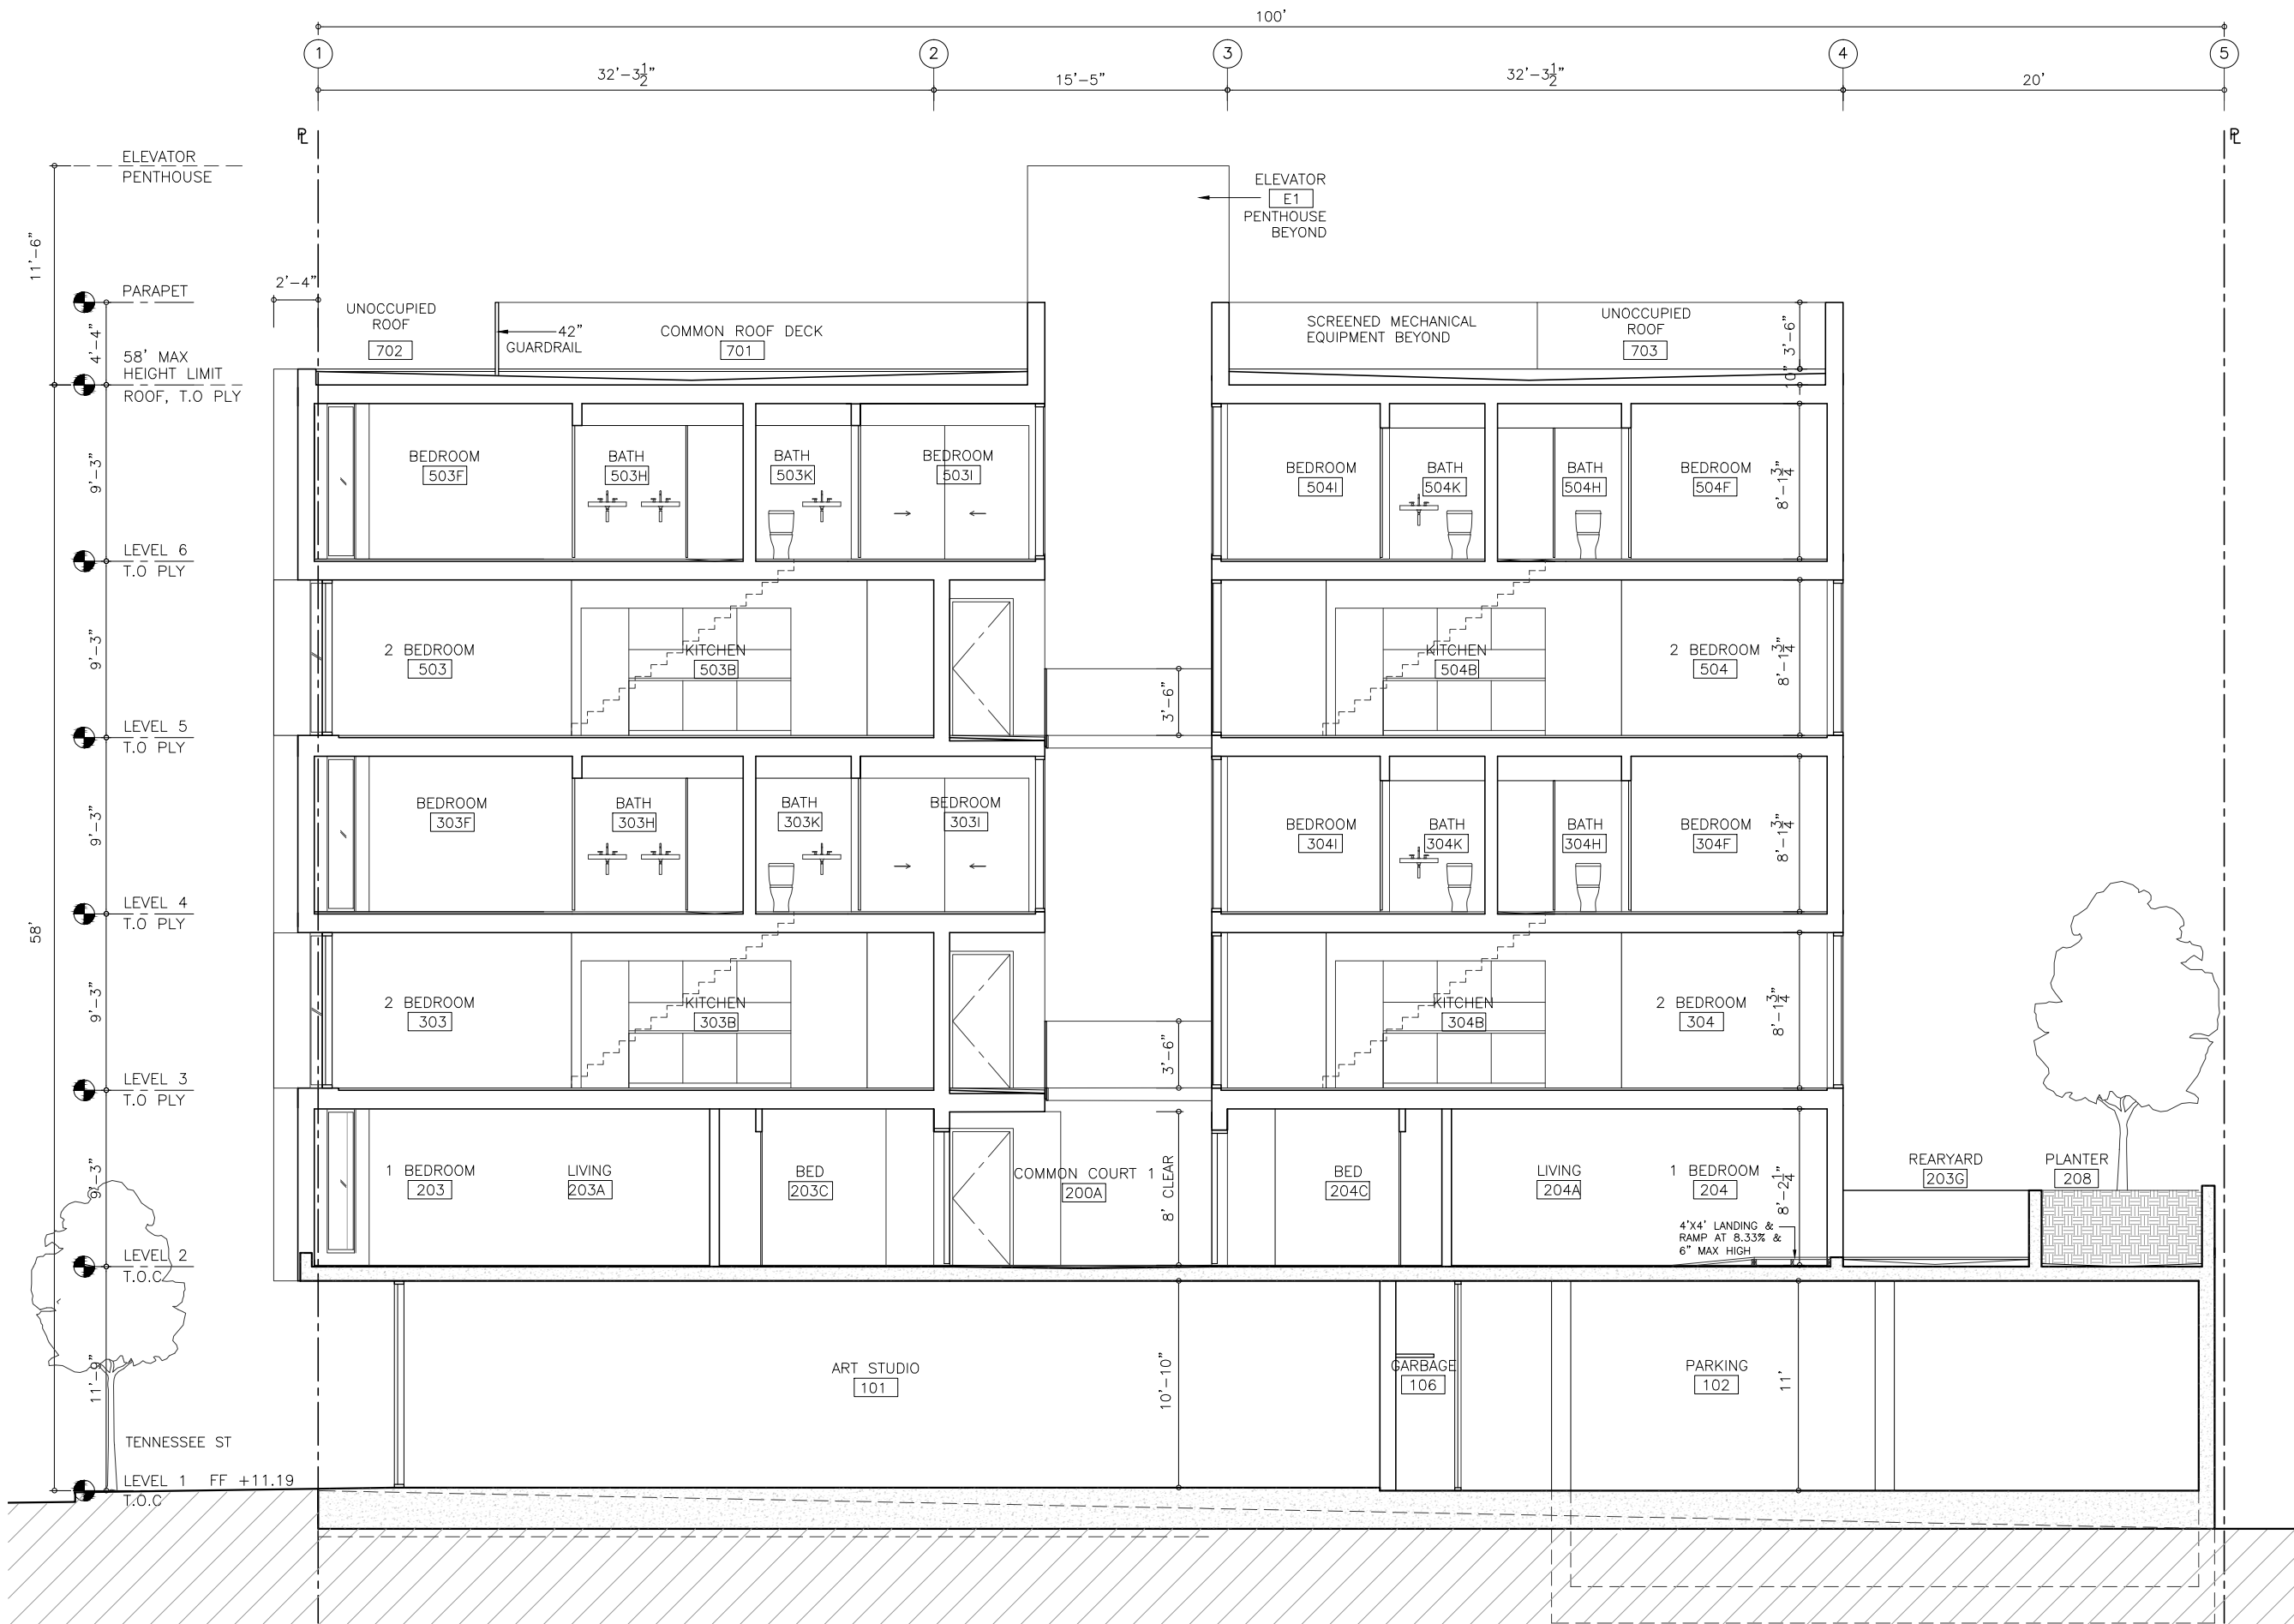 100'
1
2
3
4
5
32'-3½"
15'-5"
32'-3½"
20'
PL
PL
ELEVATOR
PENTHOUSE
ELEVATOR
E1
PENTHOUSE
BEYOND
11'-6"
2'-4"
PARAPET
4'-4"
58' MAX
HEIGHT LIMIT
ROOF, T.O PLY
UNOCCUPIED
ROOF
702
42"
GUARDRAIL
COMMON ROOF DECK
701
SCREENED MECHANICAL
EQUIPMENT BEYOND
UNOCCUPIED
ROOF
703
3'-6"
10"
9'-3"
BEDROOM
503F
BATH
503H
BATH
503K
BEDROOM
503I
BEDROOM
504I
BATH
504K
BATH
504H
BEDROOM
504F
8'-1¾"
LEVEL 6
T.O PLY
9'-3"
2 BEDROOM
503
KITCHEN
503B
3'-6"
KITCHEN
504B
2 BEDROOM
504
8'-1¾"
LEVEL 5
T.O PLY
9'-3"
BEDROOM
303F
BATH
303H
BATH
303K
BEDROOM
303I
BEDROOM
304I
BATH
304K
BATH
304H
BEDROOM
304F
8'-1¾"
LEVEL 4
T.O PLY
58'
9'-3"
2 BEDROOM
303
KITCHEN
303B
3'-6"
KITCHEN
304B
2 BEDROOM
304
8'-1¾"
LEVEL 3
T.O PLY
9'-3"
1 BEDROOM
203
LIVING
203A
BED
203C
COMMON COURT 1
200A
8' CLEAR
BED
204C
LIVING
204A
1 BEDROOM
204
8'-2¼"
4'X4' LANDING &
RAMP AT 8.33% &
6" MAX HIGH
REARYARD
203G
PLANTER
208
LEVEL 2
T.O.C
11'-9"
ART STUDIO
101
10'-10"
GARBAGE
106
PARKING
102
11'
TENNESSEE ST
LEVEL 1 FF +11.19
T.O.C